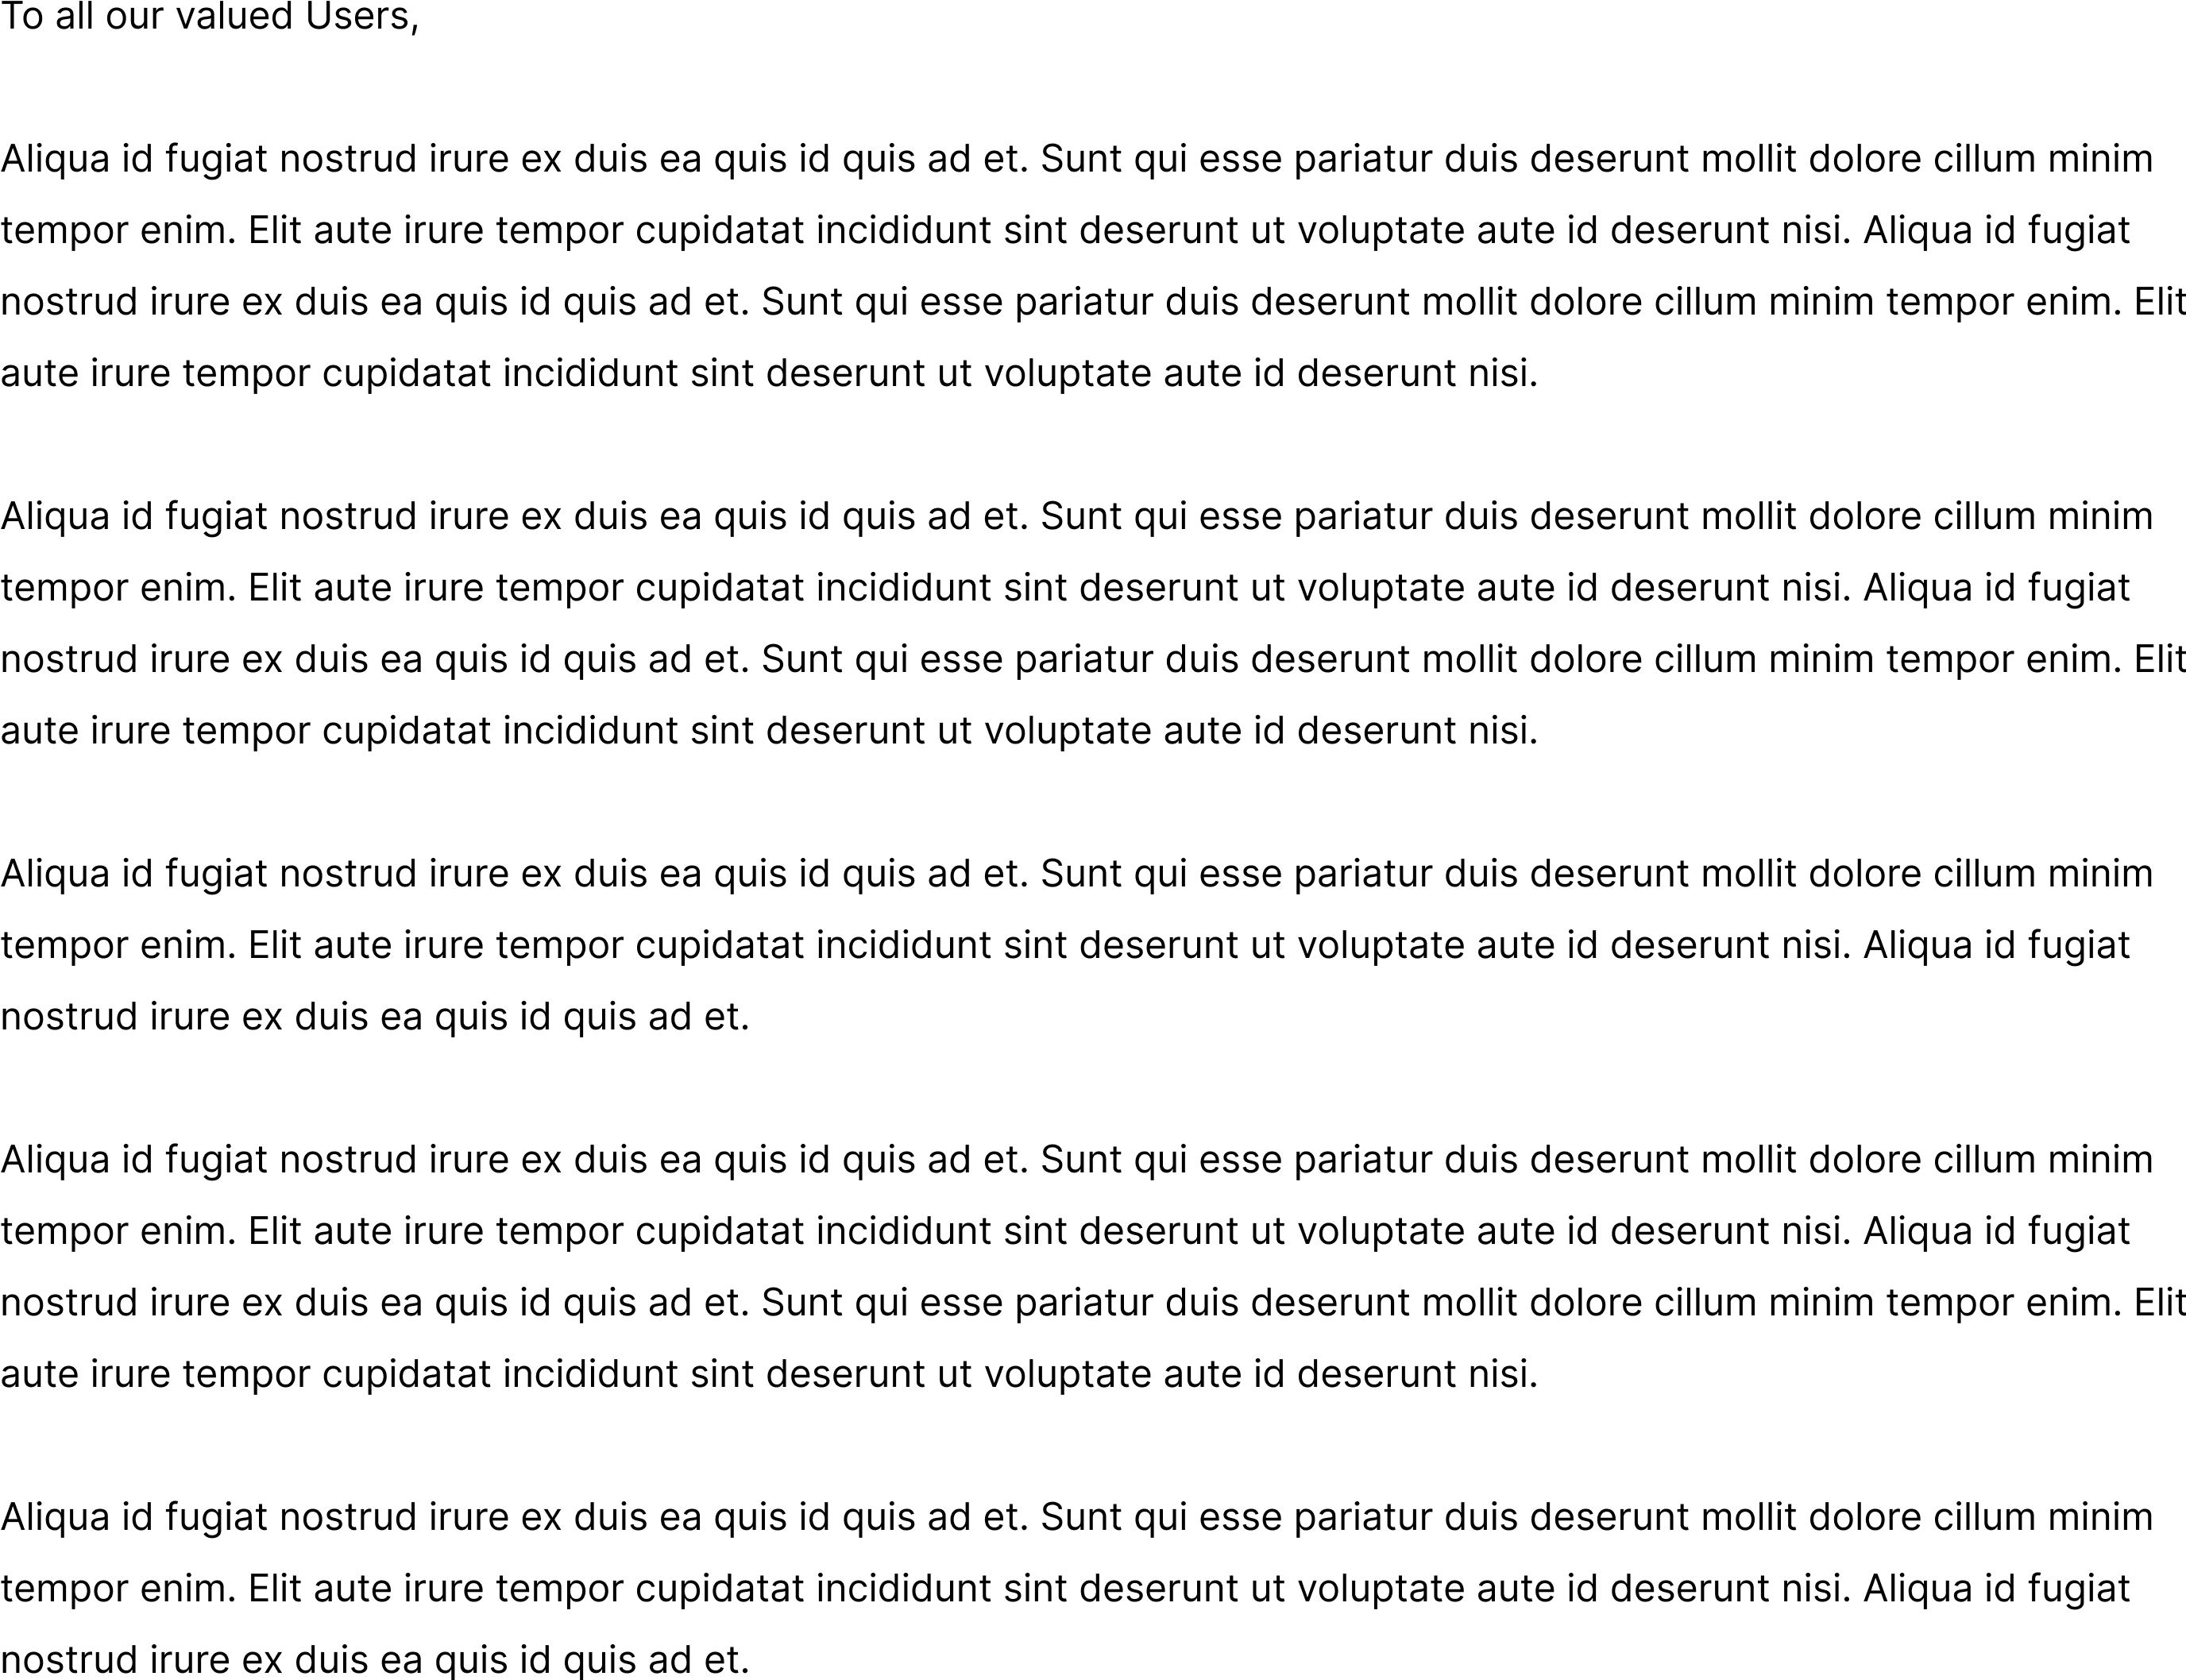 To all our valued Users,
Aliqua id fugiat nostrud irure ex duis ea quis id quis ad et. Sunt qui esse pariatur duis deserunt mollit dolore cillum minim
tempor enim. Elit aute irure tempor cupidatat incididunt sint deserunt ut voluptate aute id deserunt nisi. Aliqua id fugiat
nostrud irure ex duis ea quis id quis ad et. Sunt qui esse pariatur duis deserunt mollit dolore cillum minim tempor enim. Elit
aute irure tempor cupidatat incididunt sint deserunt ut voluptate aute id deserunt nisi.
Aliqua id fugiat nostrud irure ex duis ea quis id quis ad et. Sunt qui esse pariatur duis deserunt mollit dolore cillum minim
tempor enim. Elit aute irure tempor cupidatat incididunt sint deserunt ut voluptate aute id deserunt nisi. Aliqua id fugiat
nostrud irure ex duis ea quis id quis ad et. Sunt qui esse pariatur duis deserunt mollit dolore cillum minim tempor enim. Elit
aute irure tempor cupidatat incididunt sint deserunt ut voluptate aute id deserunt nisi.
Aliqua id fugiat nostrud irure ex duis ea quis id quis ad et. Sunt qui esse pariatur duis deserunt mollit dolore cillum minim
tempor enim. Elit aute irure tempor cupidatat incididunt sint deserunt ut voluptate aute id deserunt nisi. Aliqua id fugiat
nostrud irure ex duis ea quis id quis ad et.
Aliqua id fugiat nostrud irure ex duis ea quis id quis ad et. Sunt qui esse pariatur duis deserunt mollit dolore cillum minim
tempor enim. Elit aute irure tempor cupidatat incididunt sint deserunt ut voluptate aute id deserunt nisi. Aliqua id fugiat
nostrud irure ex duis ea quis id quis ad et. Sunt qui esse pariatur duis deserunt mollit dolore cillum minim tempor enim. Elit
aute irure tempor cupidatat incididunt sint deserunt ut voluptate aute id deserunt nisi.
Aliqua id fugiat nostrud irure ex duis ea quis id quis ad et. Sunt qui esse pariatur duis deserunt mollit dolore cillum minim
tempor enim. Elit aute irure tempor cupidatat incididunt sint deserunt ut voluptate aute id deserunt nisi. Aliqua id fugiat
nostrud irure ex duis ea quis id quis ad et.